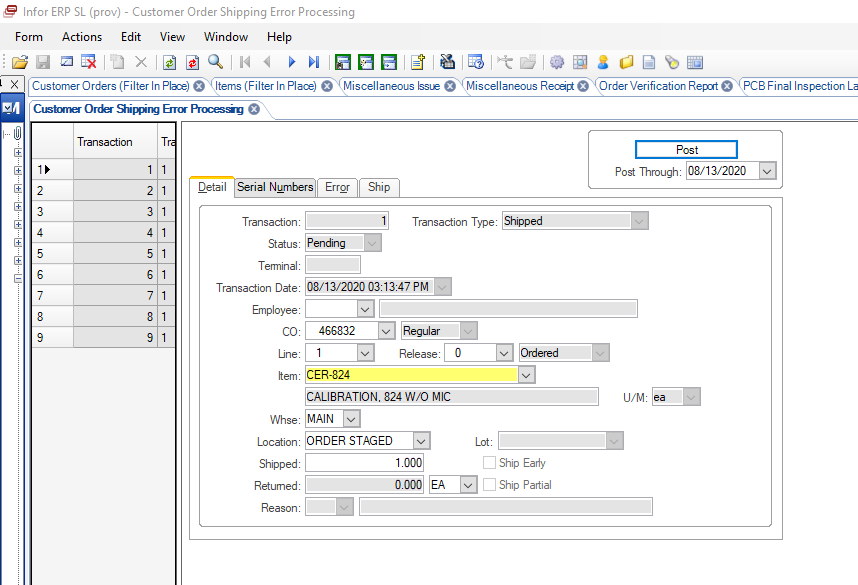 Infor ERP SL (prov) - Customer Order Shipping Error Processing
Form Actions Edit View Window Help
Customer Orders (Filter In Place) Items (Filter In Place) Miscellaneous Issue Miscellaneous Receipt Order Verification Report PCB Final Inspection La
Customer Order Shipping Error Processing
Transaction Tra
1 1 1
2 2 1
3 3 1
4 4 1
5 5 1
6 6 1
7 7 1
8 8 1
9 9 1
Post
Post Through: 08/13/2020
Detail Serial Numbers Error Ship
Transaction: 1 Transaction Type: Shipped
Status: Pending
Terminal:
Transaction Date: 08/13/2020 03:13:47 PM
Employee:
CO: 466832 Regular
Line: 1 Release: 0 Ordered
Item: CER-824
CALIBRATION, 824 W/O MIC U/M: ea
Whse: MAIN
Location: ORDER STAGED Lot:
Shipped: 1.000 Ship Early
Returned: 0.000 EA Ship Partial
Reason: